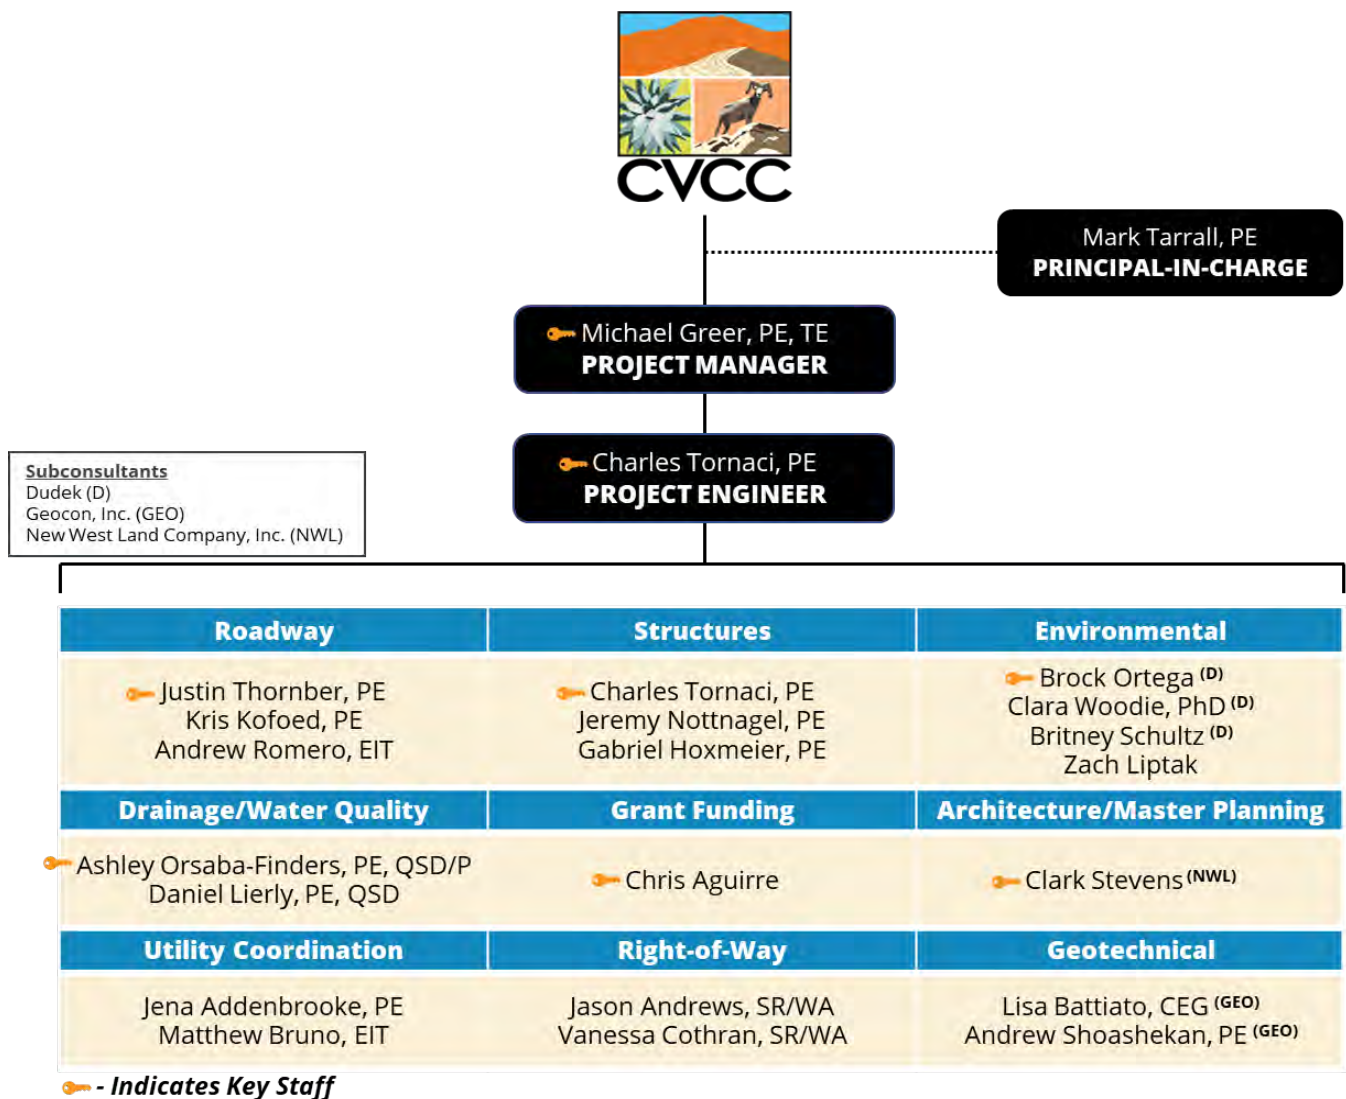 CVCC
Mark Tarrall, PE
PRINCIPAL-IN-CHARGE
Michael Greer, PE, TE
PROJECT MANAGER
Charles Tornaci, PE
PROJECT ENGINEER
Subconsultants
Dudek (D)
Geocon, Inc. (GEO)
New West Land Company, Inc. (NWL)
Roadway
Justin Thornber, PE
Kris Kofoed, PE
Andrew Romero, EIT
Structures
Charles Tornaci, PE
Jeremy Nottnagel, PE
Gabriel Hoxmeier, PE
Environmental
Brock Ortega (D)
Clara Woodie, PhD (D)
Britney Schultz (D)
Zach Liptak
Drainage/Water Quality
Ashley Orsaba-Finders, PE, QSD/P
Daniel Lierly, PE, QSD
Grant Funding
Chris Aguirre
Architecture/Master Planning
Clark Stevens (NWL)
Utility Coordination
Jena Addenbrooke, PE
Matthew Bruno, EIT
Right-of-Way
Jason Andrews, SR/WA
Vanessa Cothran, SR/WA
Geotechnical
Lisa Battiato, CEG (GEO)
Andrew Shoashekan, PE (GEO)
- Indicates Key Staff